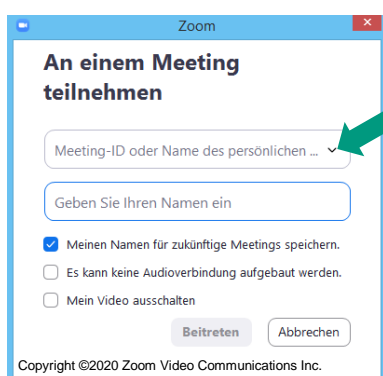 Zoom
An einem Meeting
teilnehmen
Meeting-ID oder Name des persönlichen ...
Geben Sie Ihren Namen ein
Meinen Namen für zukünftige Meetings speichern.
Es kann keine Audioverbindung aufgebaut werden.
Mein Video ausschalten
Beitreten Abbrechen
Copyright ©2020 Zoom Video Communications Inc.